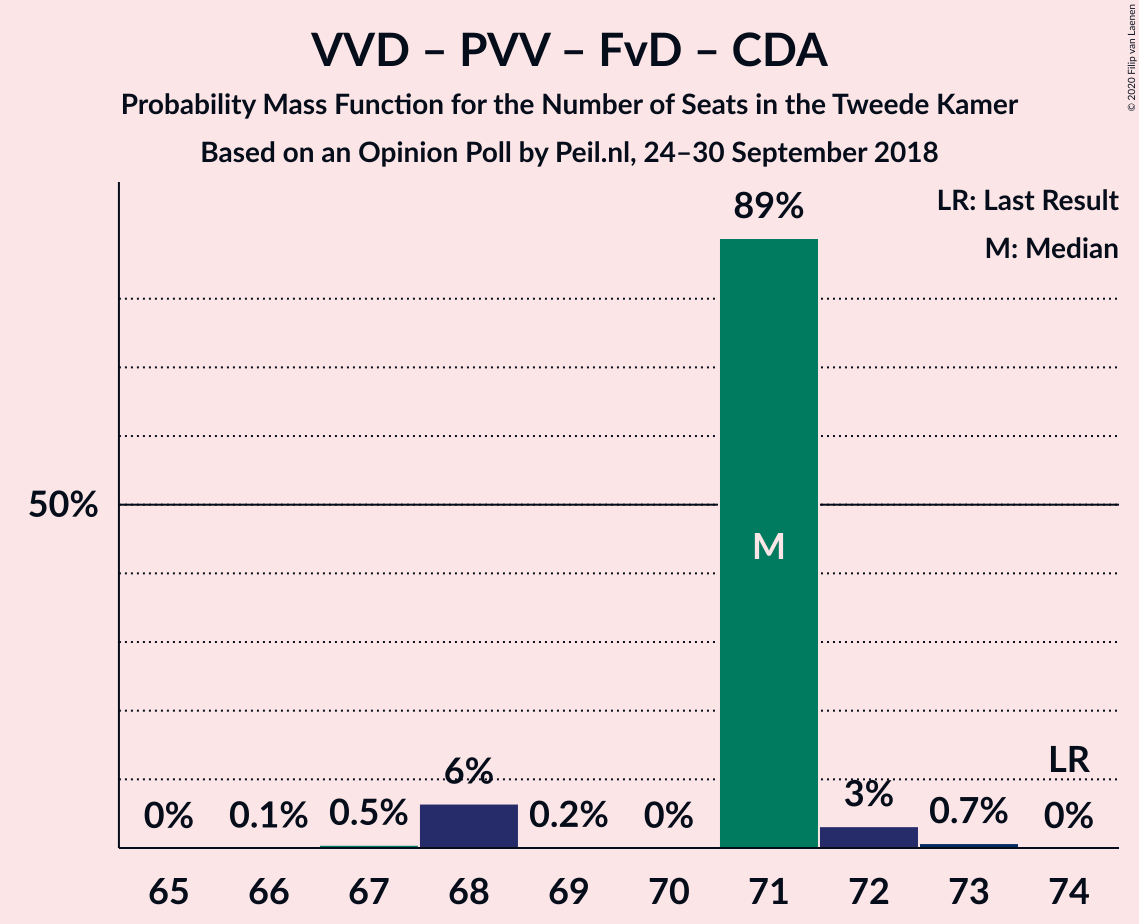 VVD – PVV – FvD – CDA
Probability Mass Function for the Number of Seats in the Tweede Kamer
Based on an Opinion Poll by Peil.nl, 24–30 September 2018
© 2020 Filip van Laenen
LR: Last Result
M: Median
89%
50%
M
LR
0%
0.1%
0.5%
6%
0.2%
0%
3%
0.7%
0%
65
66
67
68
69
70
71
72
73
74